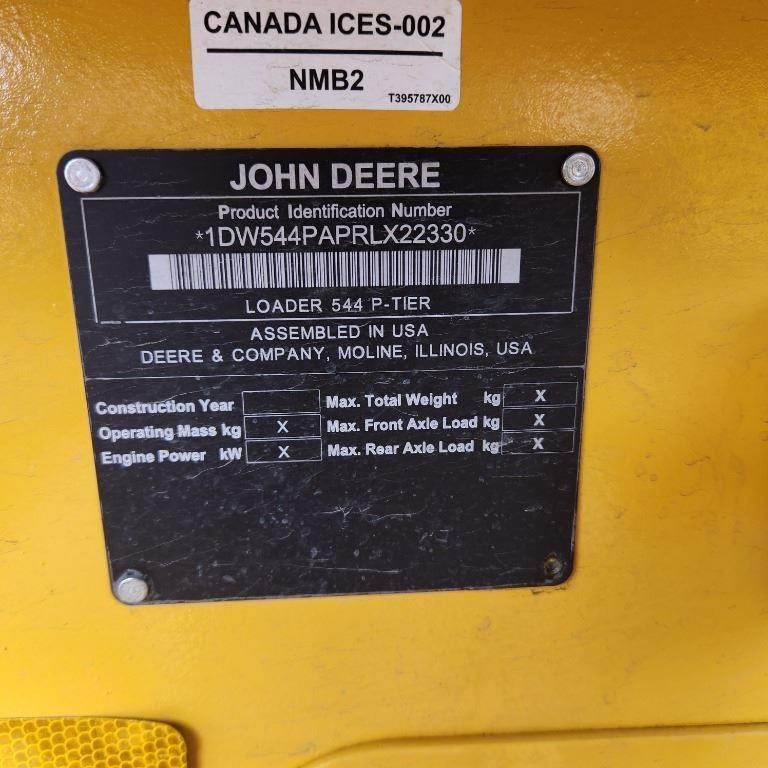 CANADA ICES-002
NMB2
T395787X00
JOHN DEERE
Product Identification Number
*1DW544PAPRLX22330*
LOADER 544 P-TIER
ASSEMBLED IN USA
DEERE & COMPANY, MOLINE, ILLINOIS, USA
Construction Year
Max. Total Weight kg X
Operating Mass kg X
Max. Front Axle Load kg X
Engine Power kW X
Max. Rear Axle Load kg X